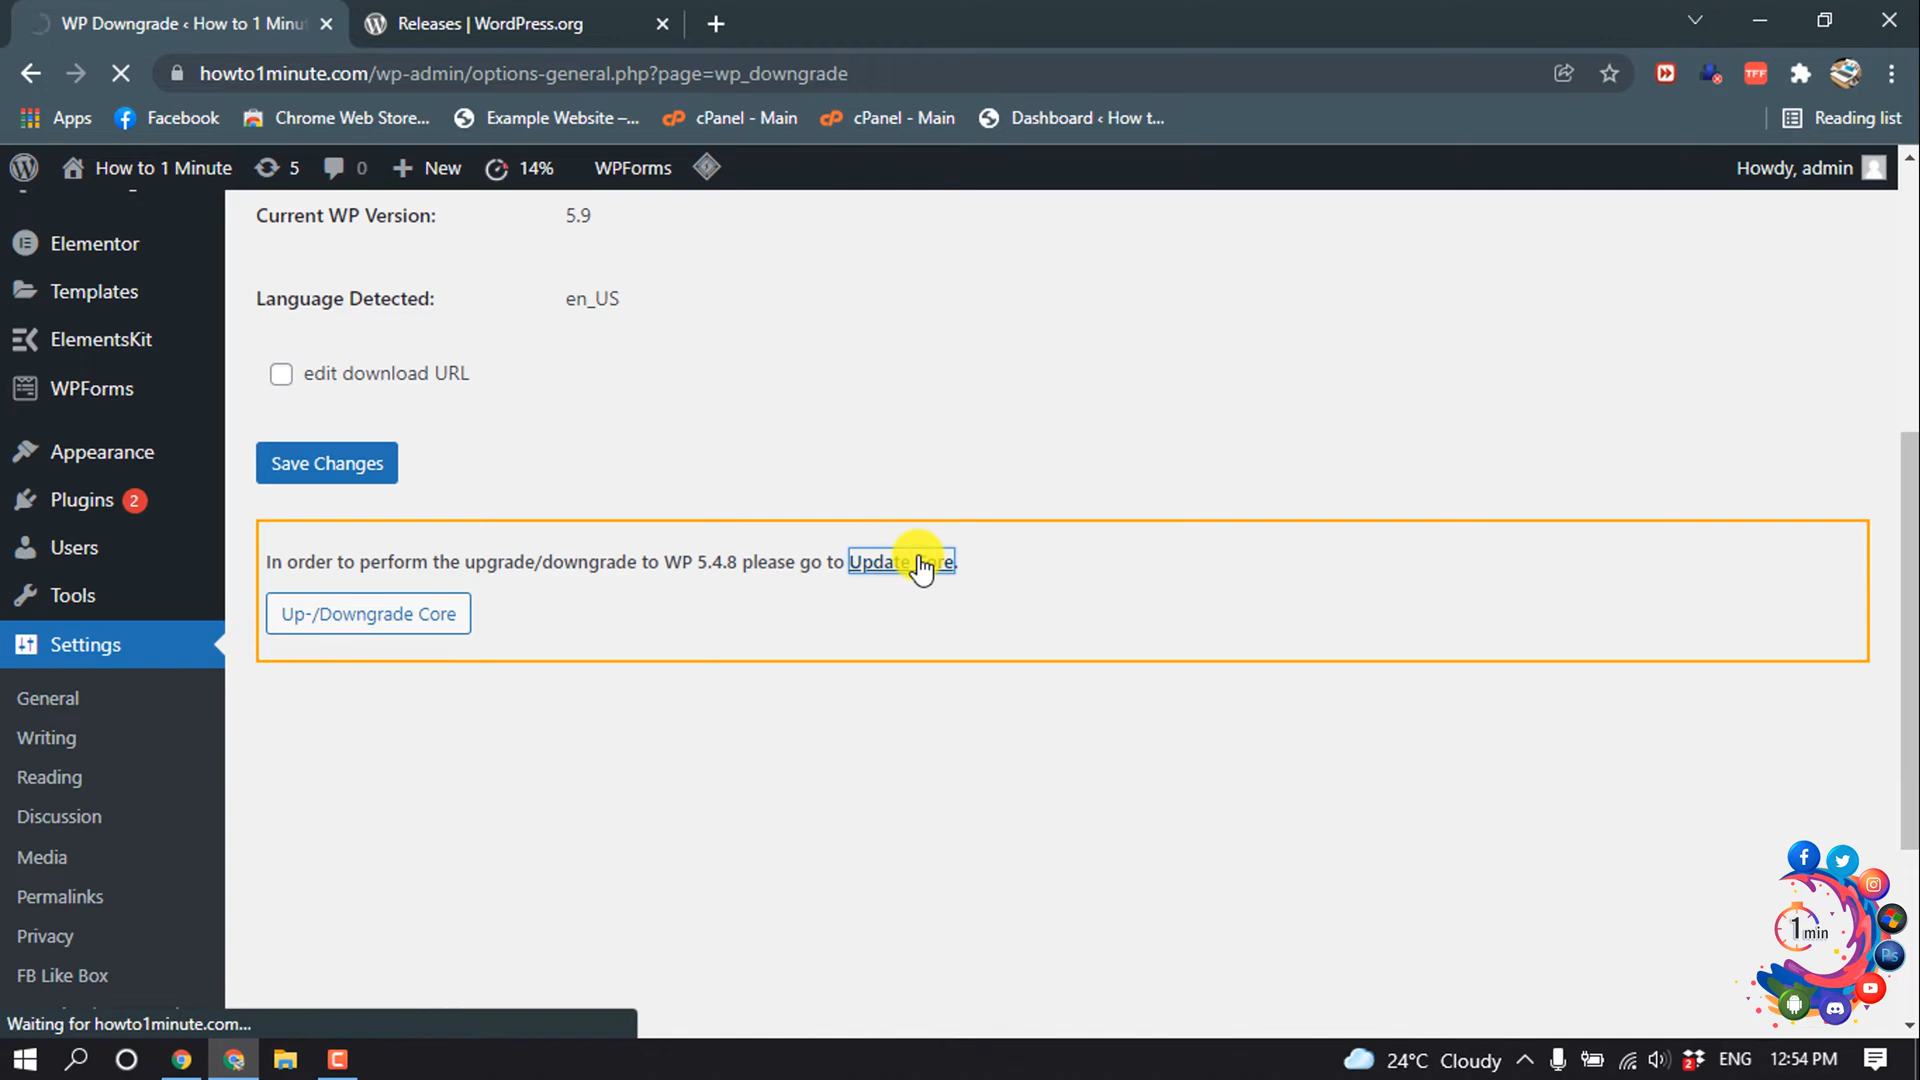 WP Downgrade ‹ How to 1 Minu
Releases | WordPress.org
howto1minute.com/wp-admin/options-general.php?page=wp_downgrade
TFF
Apps
Facebook
Chrome Web Store...
Example Website –...
cPanel - Main
cPanel - Main
Dashboard ‹ How t...
Reading list
How to 1 Minute
5
0
New
14%
WPForms
Howdy, admin
Elementor
Templates
ElementsKit
WPForms
Appearance
Plugins 2
Users
Tools
Settings
General
Writing
Reading
Discussion
Media
Permalinks
Privacy
FB Like Box
Current WP Version: 5.9
Language Detected: en_US
edit download URL
Save Changes
In order to perform the upgrade/downgrade to WP 5.4.8 please go to Update Core.
Up-/Downgrade Core
1 min
Ps
Waiting for howto1minute.com...
24°C Cloudy
2
ENG
12:54 PM